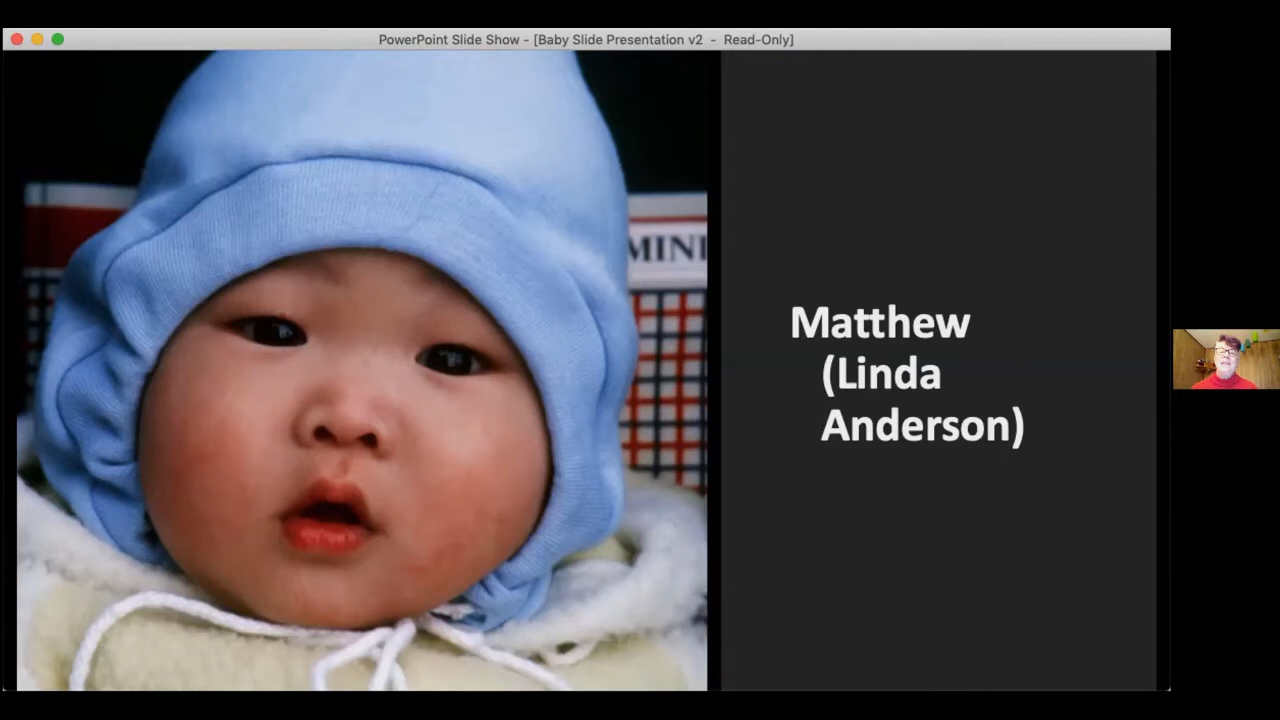 PowerPoint Slide Show - [Baby Slide Presentation v2 - Read-Only]
MINI
Matthew
(Linda
Anderson)